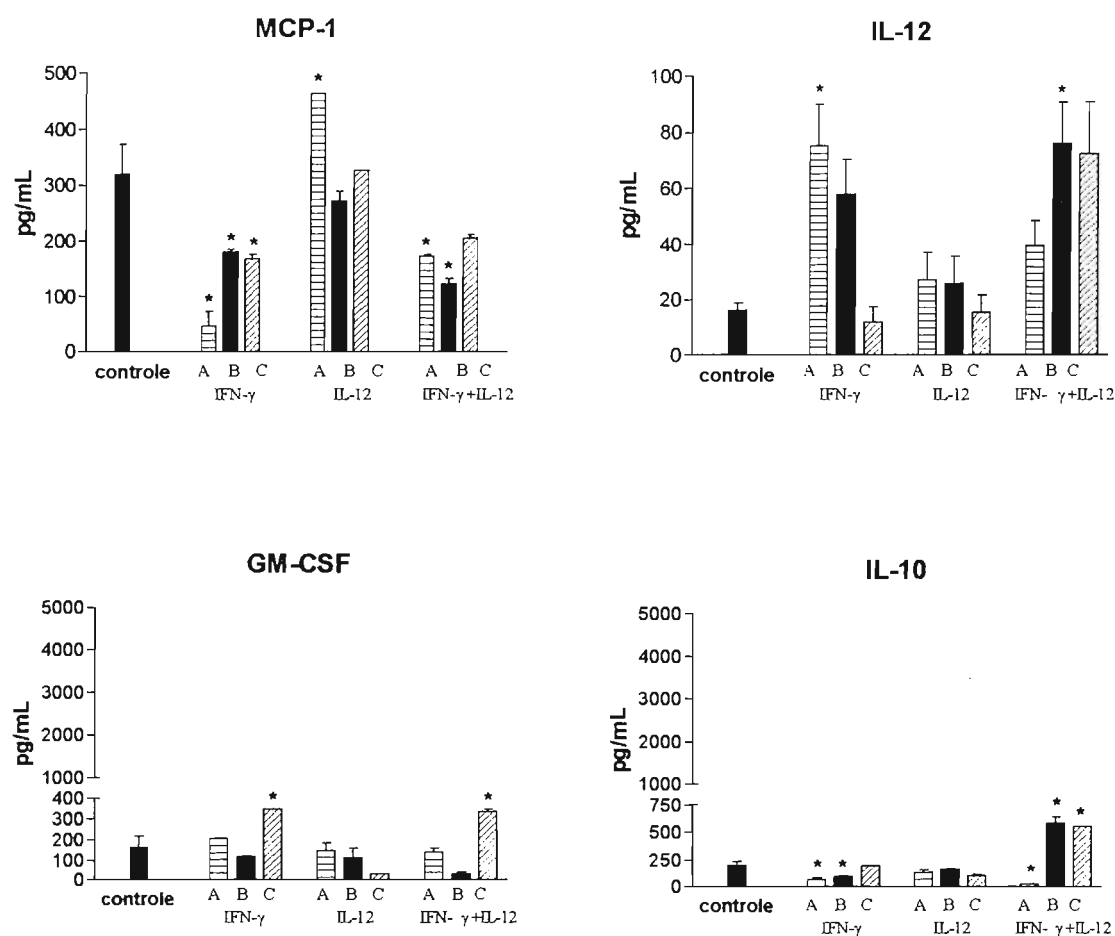 MCP-1
500
400
300
200
100
0
pg/mL
* * * * * *
controle
A B C A B C A B C
IFN-γ IL-12 IFN-γ+IL-12
IL-12
100
80
60
40
20
0
pg/mL
* *
controle
A B C A B C A B C
IFN-γ IL-12 IFN- γ+IL-12
GM-CSF
5000
4000
3000
2000
1000
400
300
200
100
0
pg/mL
* *
controle
A B C A B C A B C
IFN-γ IL-12 IFN- γ+IL-12
IL-10
5000
4000
3000
2000
1000
750
500
250
0
pg/mL
* * * * *
controle
A B C A B C A B C
IFN-γ IL-12 IFN- γ+IL-12